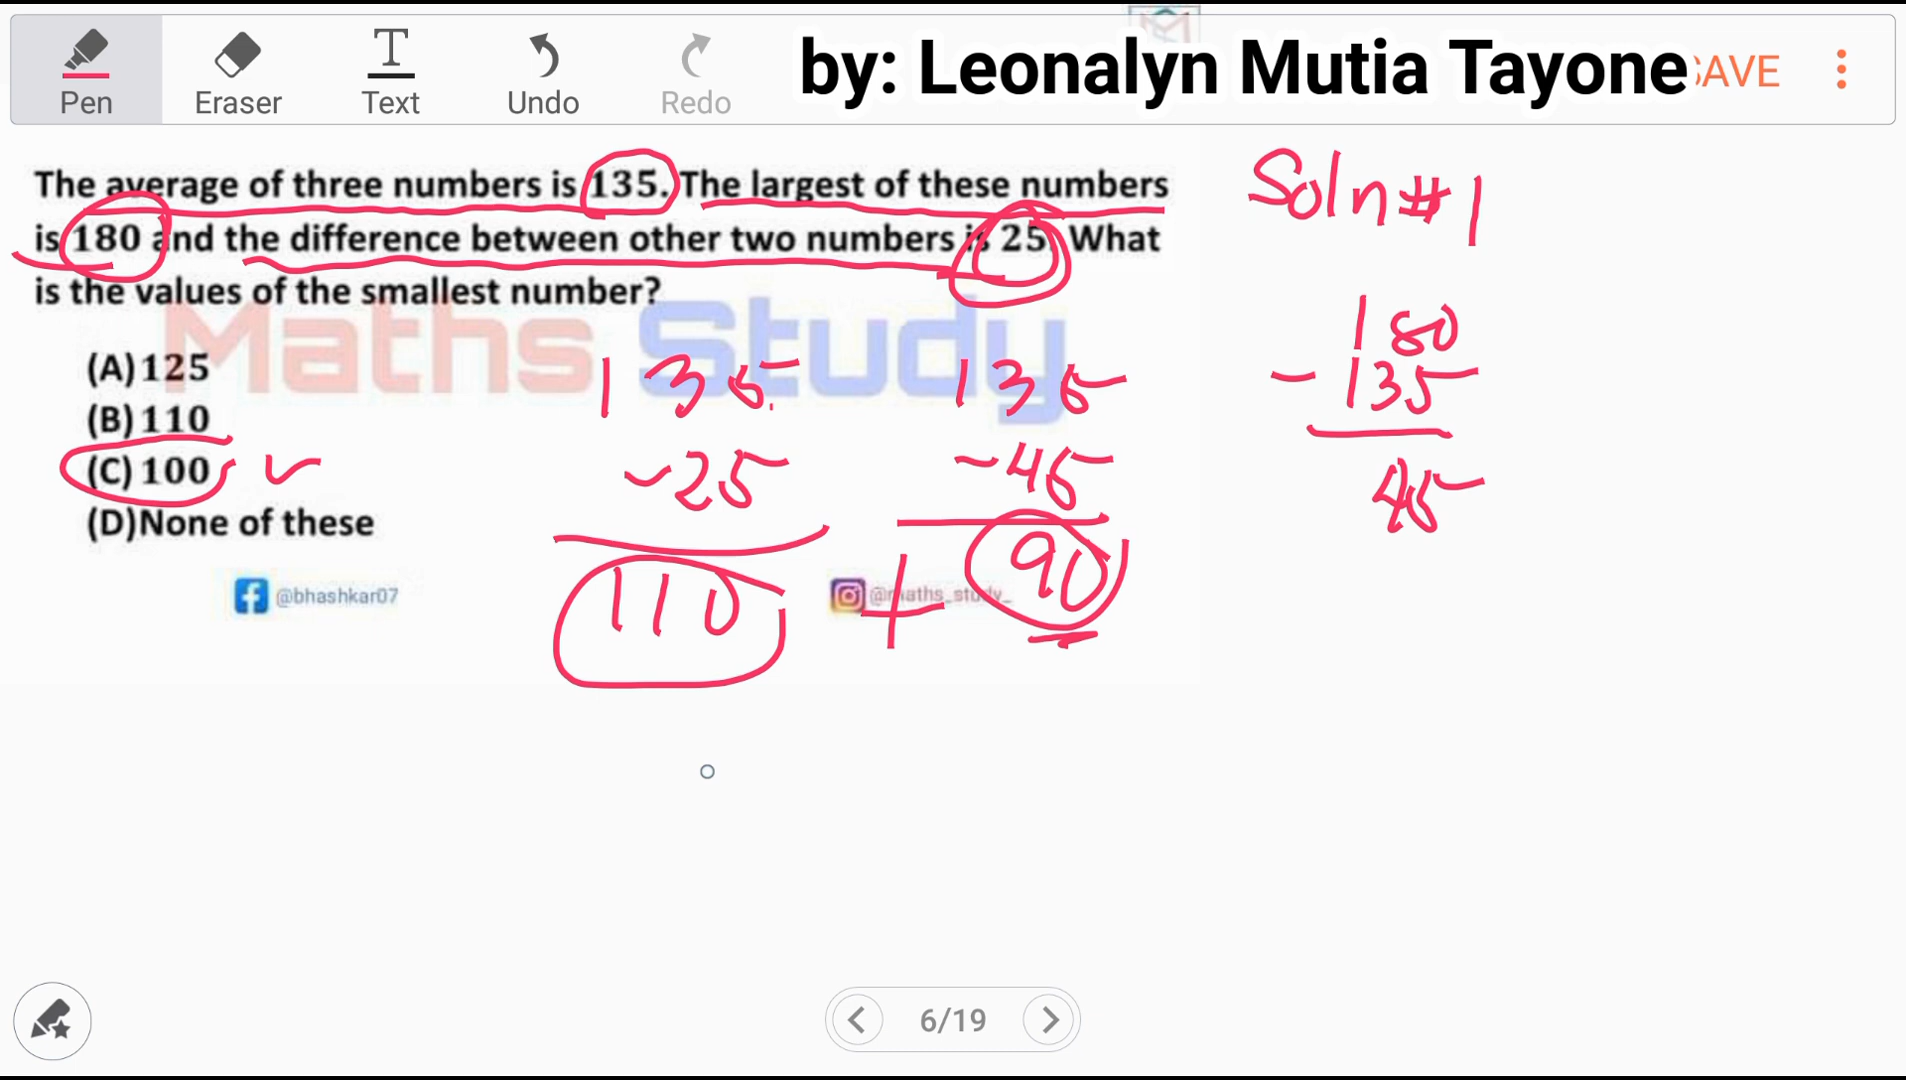 Pen
Eraser
Text
Undo
Redo
by: Leonalyn Mutia Tayone
SAVE
The average of three numbers is 135. The largest of these numbers
is 180 and the difference between other two numbers is 25. What
is the values of the smallest number?
Maths Study
(A) 125
(B) 110
(C) 100
(D) None of these
@bhashkar07
@maths_study_
135
-25
110
+
135
-45
90
Soln #1
180
-135
45
6/19